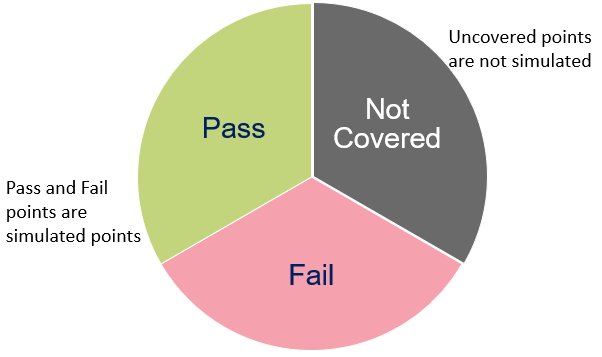 Uncovered points
are not simulated
Not
Covered
Pass
Pass and Fail
points are
simulated points
Fail